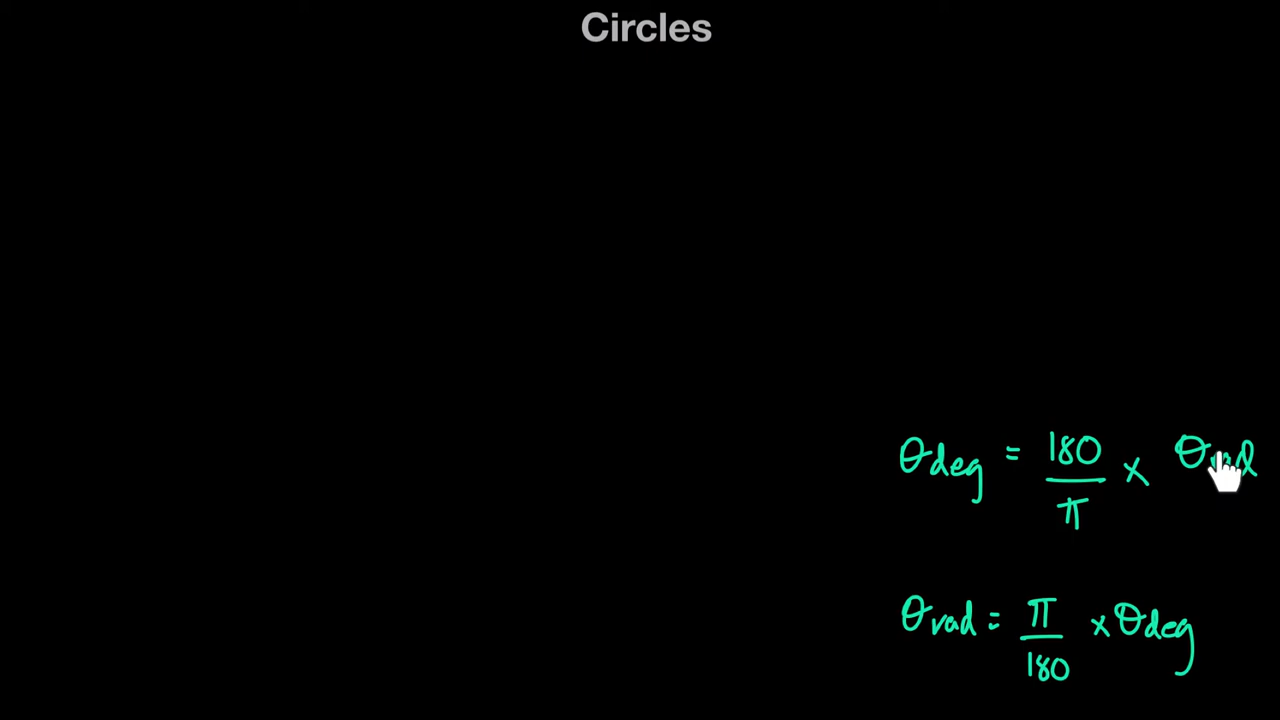 Circles
θdeg = 180/π × θrad
θrad = π/180 × θdeg